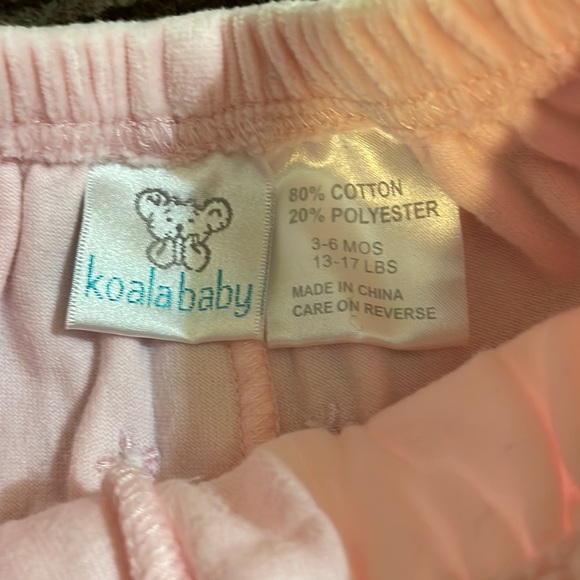 koalababy
80% COTTON
20% POLYESTER
3-6 MOS
13-17 LBS
MADE IN CHINA
CARE ON REVERSE